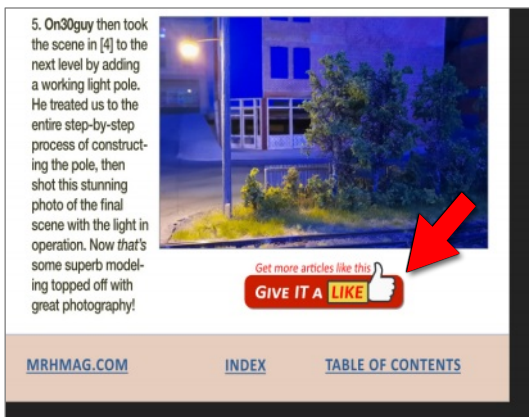 5. On30guy then took
the scene in [4] to the
next level by adding
a working light pole.
He treated us to the
entire step-by-step
process of construct-
ing the pole, then
shot this stunning
photo of the final
scene with the light in
operation. Now that's
some superb model-
ing topped off with
great photography!
Get more articles like this
GIVE IT A LIKE
MRHMAG.COM
INDEX
TABLE OF CONTENTS